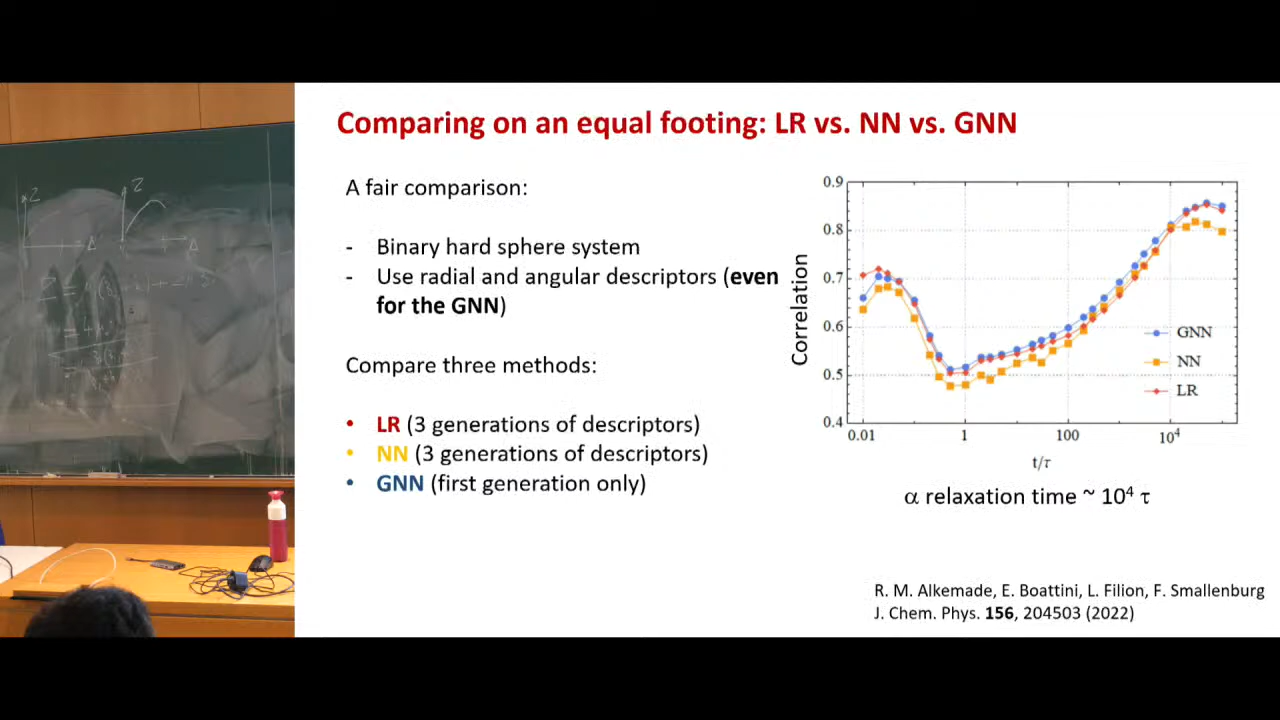 Comparing on an equal footing: LR vs. NN vs. GNN
A fair comparison:
- Binary hard sphere system
- Use radial and angular descriptors (even
for the GNN)
Compare three methods:
• LR (3 generations of descriptors)
• NN (3 generations of descriptors)
• GNN (first generation only)
0.9
0.8
0.7
0.6
0.5
0.4
Correlation
GNN
NN
LR
0.01 1 100 10⁴
t/τ
α relaxation time ~ 10⁴ τ
R. M. Alkemade, E. Boattini, L. Filion, F. Smallenburg
J. Chem. Phys. 156, 204503 (2022)
Z
Z
Δ
Δ